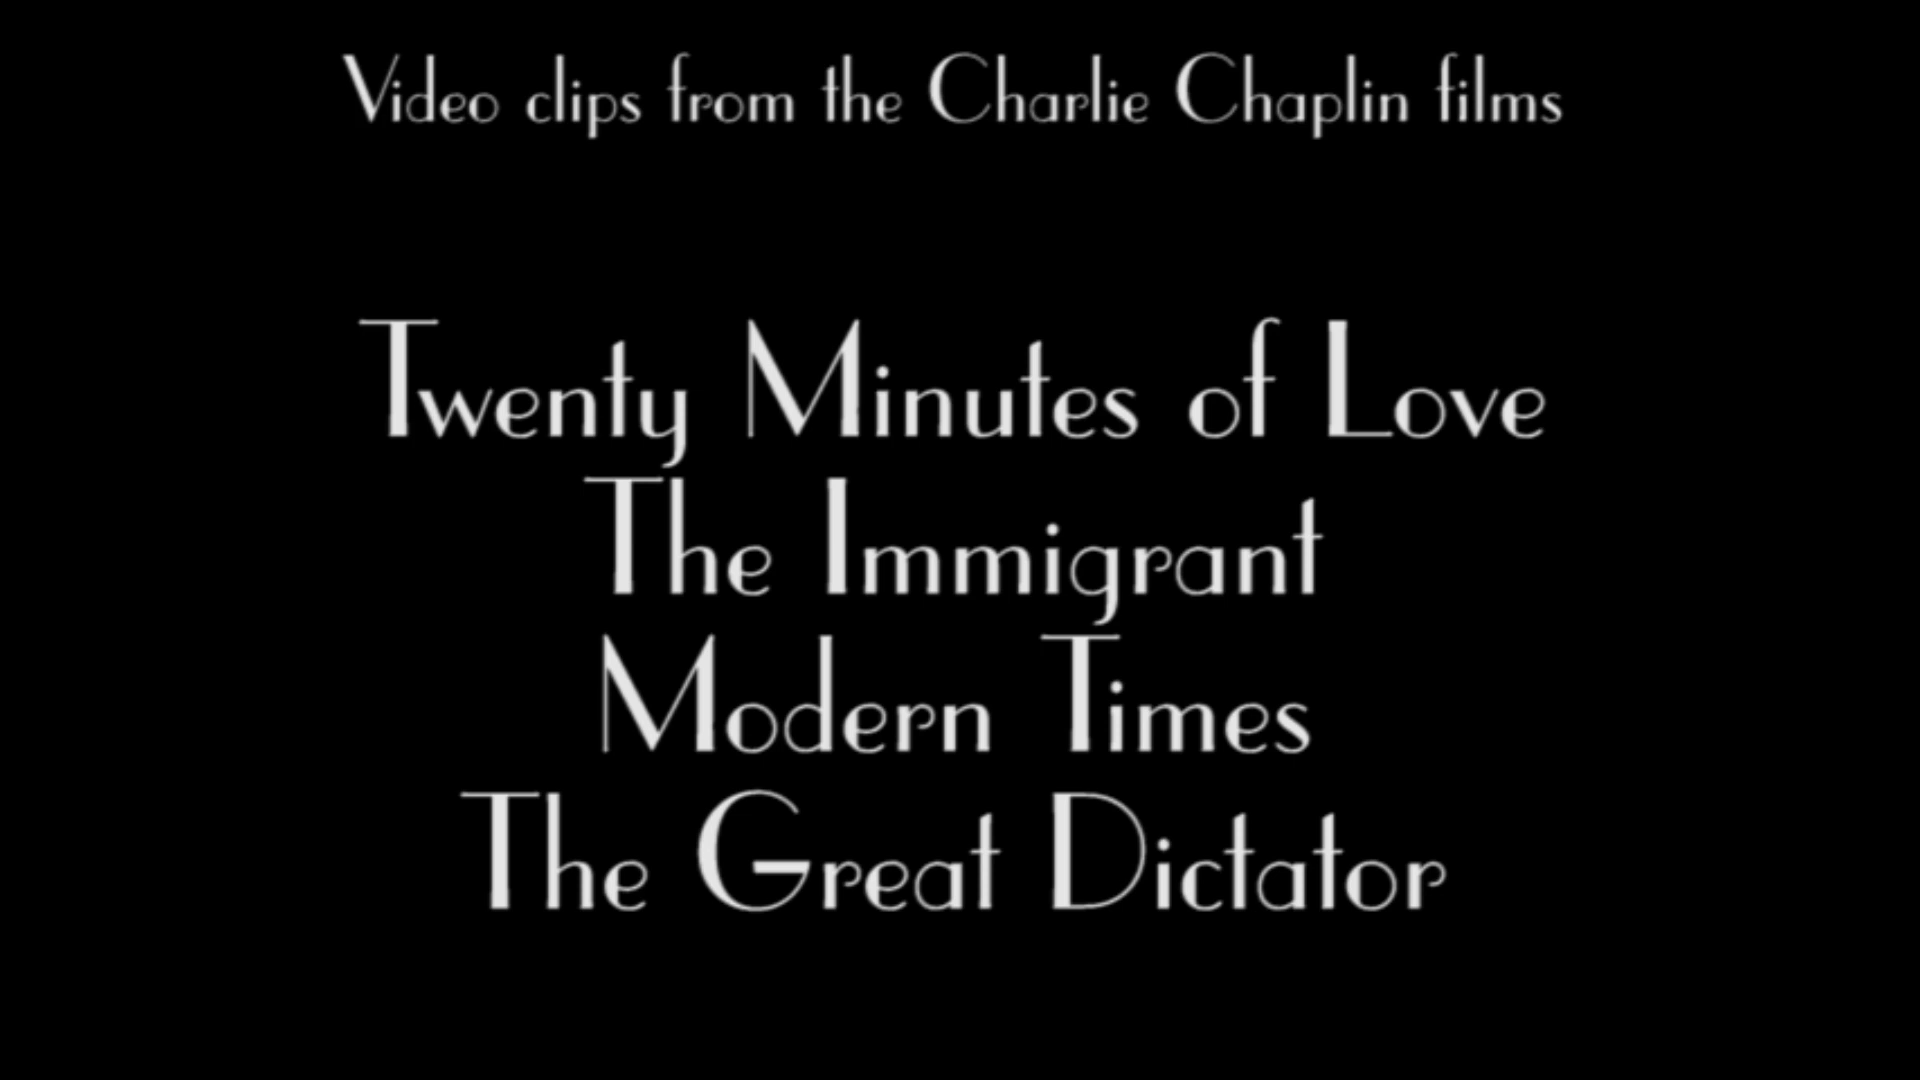 Video clips from the Charlie Chaplin films
Twenty Minutes of Love
The Immigrant
Modern Times
The Great Dictator